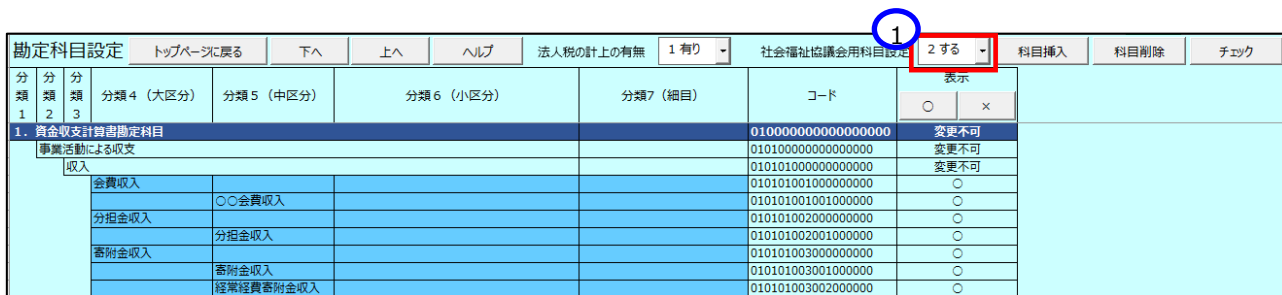 1
勘定科目設定 トップページに戻る 下へ 上へ ヘルプ 法人税の計上の有無 1 有り 社会福祉協議会用科目設定 2 する 科目挿入 科目削除 チェック
分類1 分類2 分類3 分類4 (大区分) 分類5 (中区分) 分類6 (小区分) 分類7 (細目) コード 表示
○ ×
1. 資金収支計算書勘定科目 010000000000000000 変更不可
事業活動による収支 010100000000000000 変更不可
収入 010101000000000000 変更不可
会費収入 010101001000000000 ○
○○会費収入 010101001001000000 ○
分担金収入 010101002000000000 ○
分担金収入 010101002001000000 ○
寄附金収入 010101003000000000 ○
寄附金収入 010101003001000000 ○
経常経費寄附金収入 010101003002000000 ○